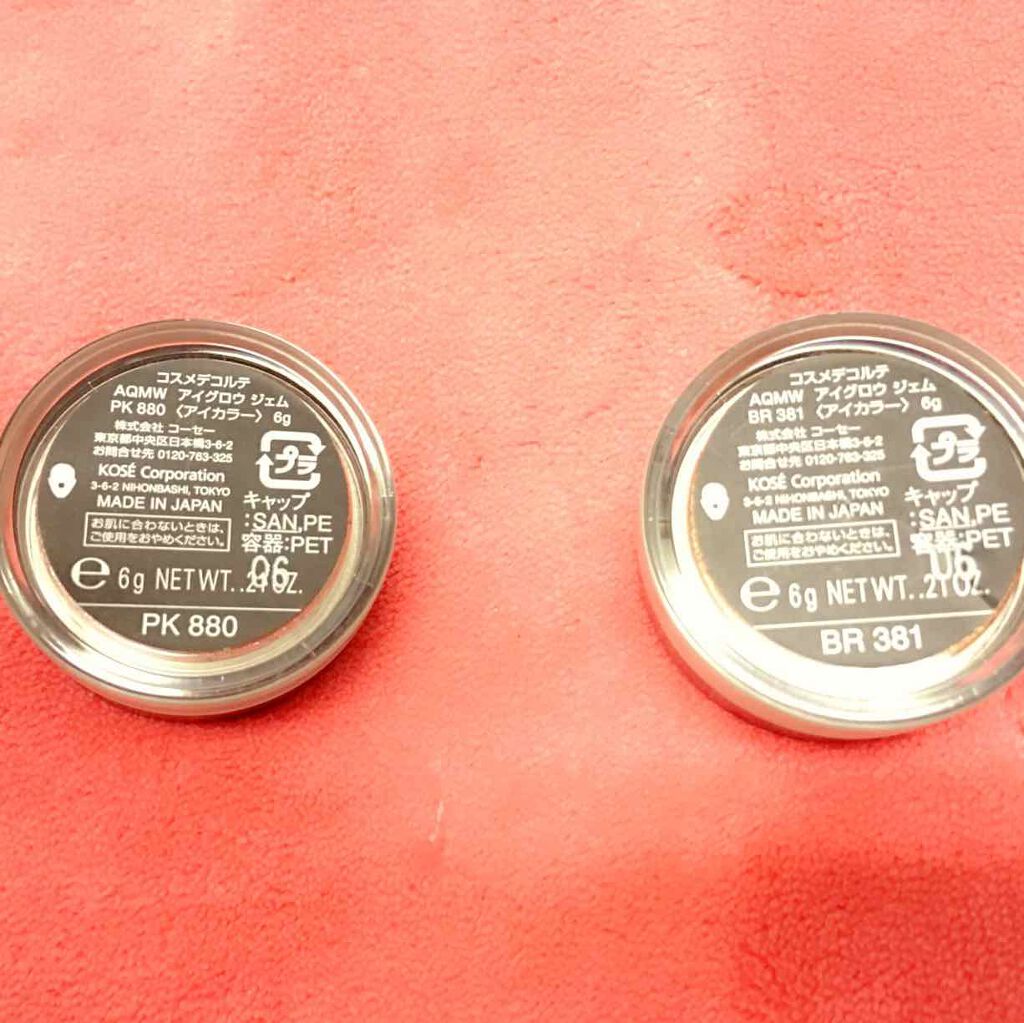 コスメデコルテ
AQMW アイグロウ ジェム
PK 880 〈アイカラー〉 6g
株式会社 コーセー
東京都中央区日本橋3-6-2
お問合せ先 0120-763-325
プラ
KOSÉ Corporation
3-6-2 NIHONBASHI, TOKYO
MADE IN JAPAN
キャップ
:SAN,PE
容器:PET
お肌に合わないときは、
ご使用をおやめください。
06
e 6g NET WT. .21 OZ.
PK 880
コスメデコルテ
AQMW アイグロウ ジェム
BR 381 〈アイカラー〉 6g
株式会社 コーセー
東京都中央区日本橋3-6-2
お問合せ先 0120-763-325
プラ
KOSÉ Corporation
3-6-2 NIHONBASHI, TOKYO
MADE IN JAPAN
キャップ
:SAN,PE
容器:PET
お肌に合わないときは、
ご使用をおやめください。
06
e 6g NET WT. .21 OZ.
BR 381